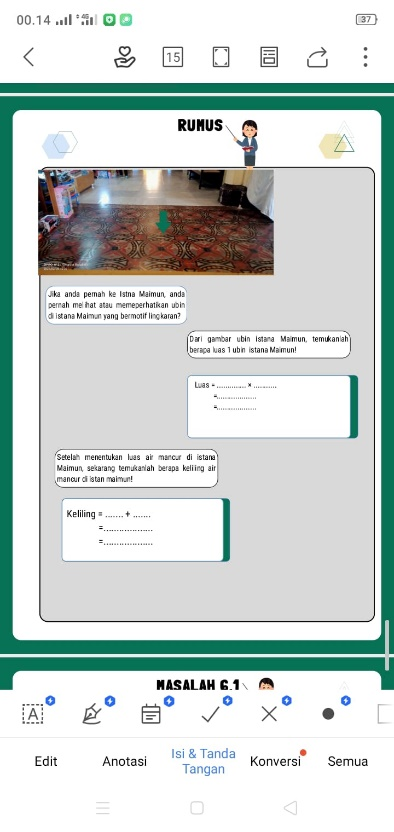 00.14
4G
37
15
RUMUS
Jika anda pernah ke Istna Maimun, anda
pernah melihat atau memeperhatikan ubin
di istana Maimun yang bermotif lingkaran?
Dari gambar ubin istana Maimun, temukanlah
berapa luas 1 ubin istana Maimun!
Luas = .............. × ...........
=...................
=...................
Setelah menentukan luas air mancur di istana
Maimun, sekarang temukanlah berapa keliling air
mancur di istan maimun!
Keliling = ....... + .......
=...................
=...................
MASALAH 6.1
A
Edit
Anotasi
Isi & Tanda
Tangan
Konversi
Semua